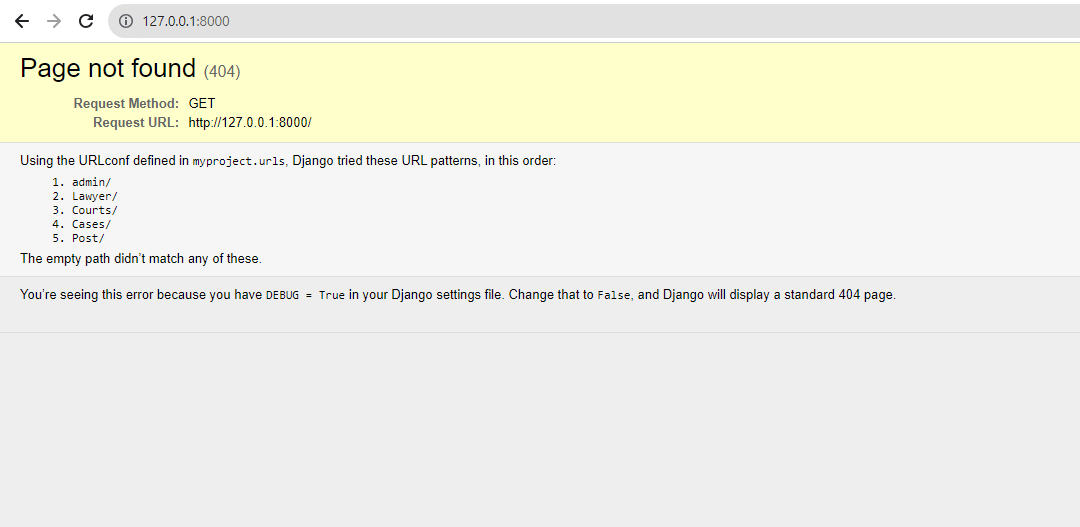 127.0.0.1:8000
Page not found (404)
Request Method: GET
Request URL: http://127.0.0.1:8000/
Using the URLconf defined in myproject.urls, Django tried these URL patterns, in this order:
1. admin/
2. Lawyer/
3. Courts/
4. Cases/
5. Post/
The empty path didn't match any of these.
You're seeing this error because you have DEBUG = True in your Django settings file. Change that to False, and Django will display a standard 404 page.